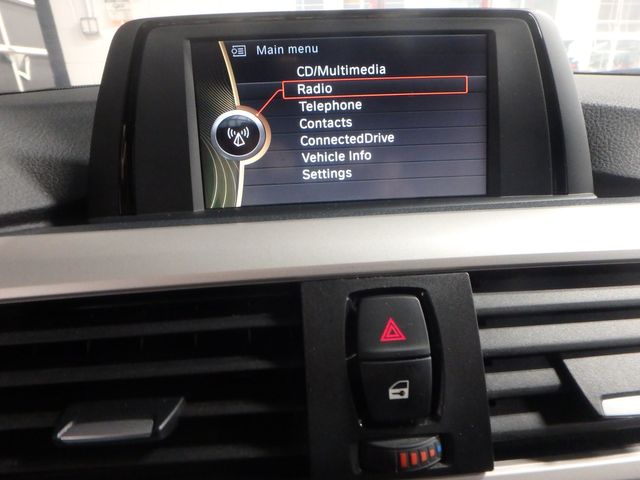 Main menu
CD/Multimedia
Radio
Telephone
Contacts
ConnectedDrive
Vehicle Info
Settings